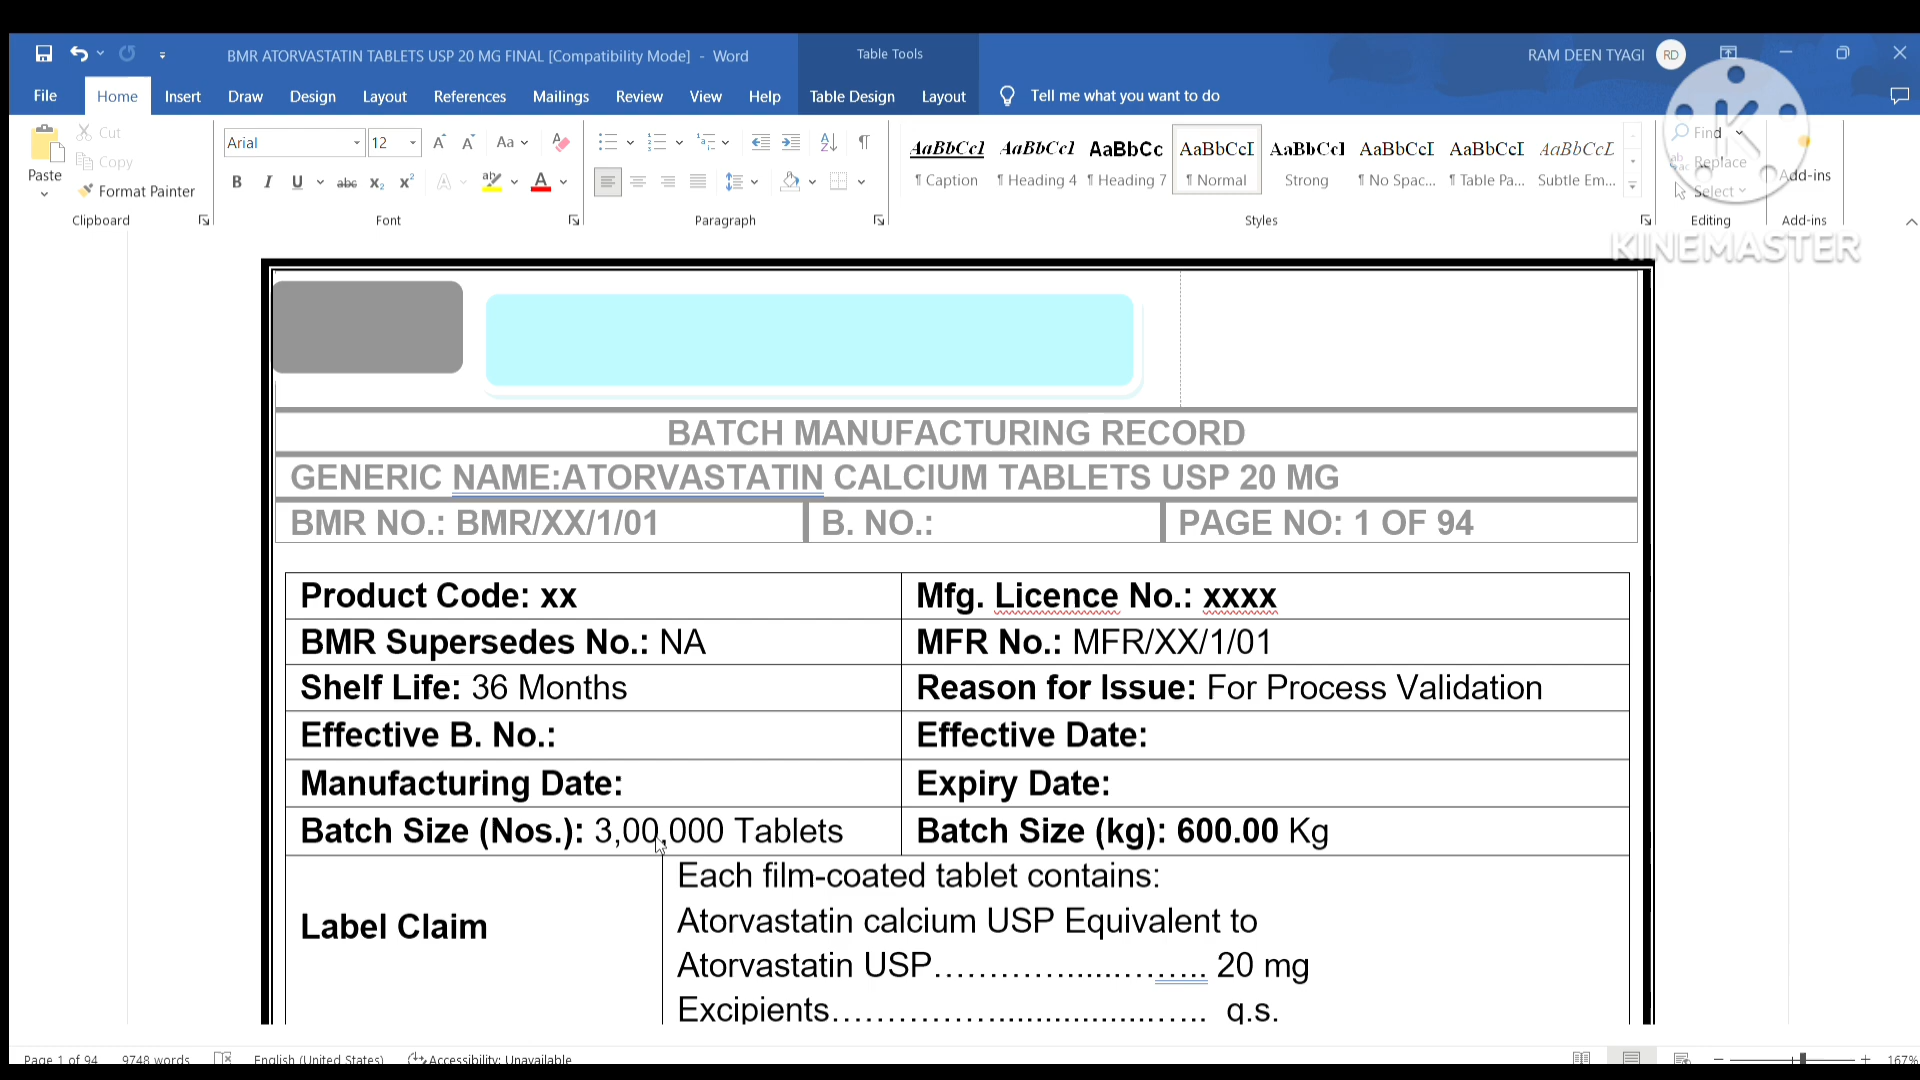 BMR ATORVASTATIN TABLETS USP 20 MG FINAL [Compatibility Mode] - Word
Table Tools
RAM DEEN TYAGI RD
File Home Insert Draw Design Layout References Mailings Review View Help Table Design Layout Tell me what you want to do
Paste
Cut
Copy
Format Painter
Clipboard
Arial 12
Font
Paragraph
AaBbCcI AaBbCcI AaBbCc AaBbCcI AaBbCcI AaBbCcI AaBbCcI AaBbCcL
¶ Caption ¶ Heading 4 ¶ Heading 7 ¶ Normal Strong ¶ No Spac... ¶ Table Pa... Subtle Em...
Styles
Find
Replace
Select
Editing
Add-ins
Add-ins
KINEMASTER
BATCH MANUFACTURING RECORD
GENERIC NAME:ATORVASTATIN CALCIUM TABLETS USP 20 MG
BMR NO.: BMR/XX/1/01 B. NO.: PAGE NO: 1 OF 94
Product Code: xx Mfg. Licence No.: xxxx
BMR Supersedes No.: NA MFR No.: MFR/XX/1/01
Shelf Life: 36 Months Reason for Issue: For Process Validation
Effective B. No.: Effective Date:
Manufacturing Date: Expiry Date:
Batch Size (Nos.): 3,00,000 Tablets Batch Size (kg): 600.00 Kg
Label Claim
Each film-coated tablet contains:
Atorvastatin calcium USP Equivalent to
Atorvastatin USP…………......……... 20 mg
Excipients……………..................….. q.s.
Page 1 of 94 9748 words English (United States) Accessibility: Unavailable 167%